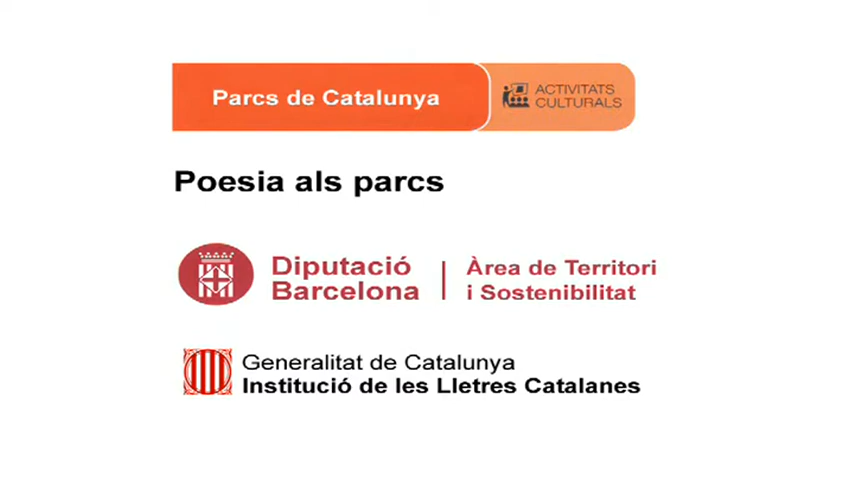 Parcs de Catalunya
ACTIVITATS
CULTURALS
Poesia als parcs
Diputació
Barcelona
Àrea de Territori
i Sostenibilitat
Generalitat de Catalunya
Institució de les Lletres Catalanes